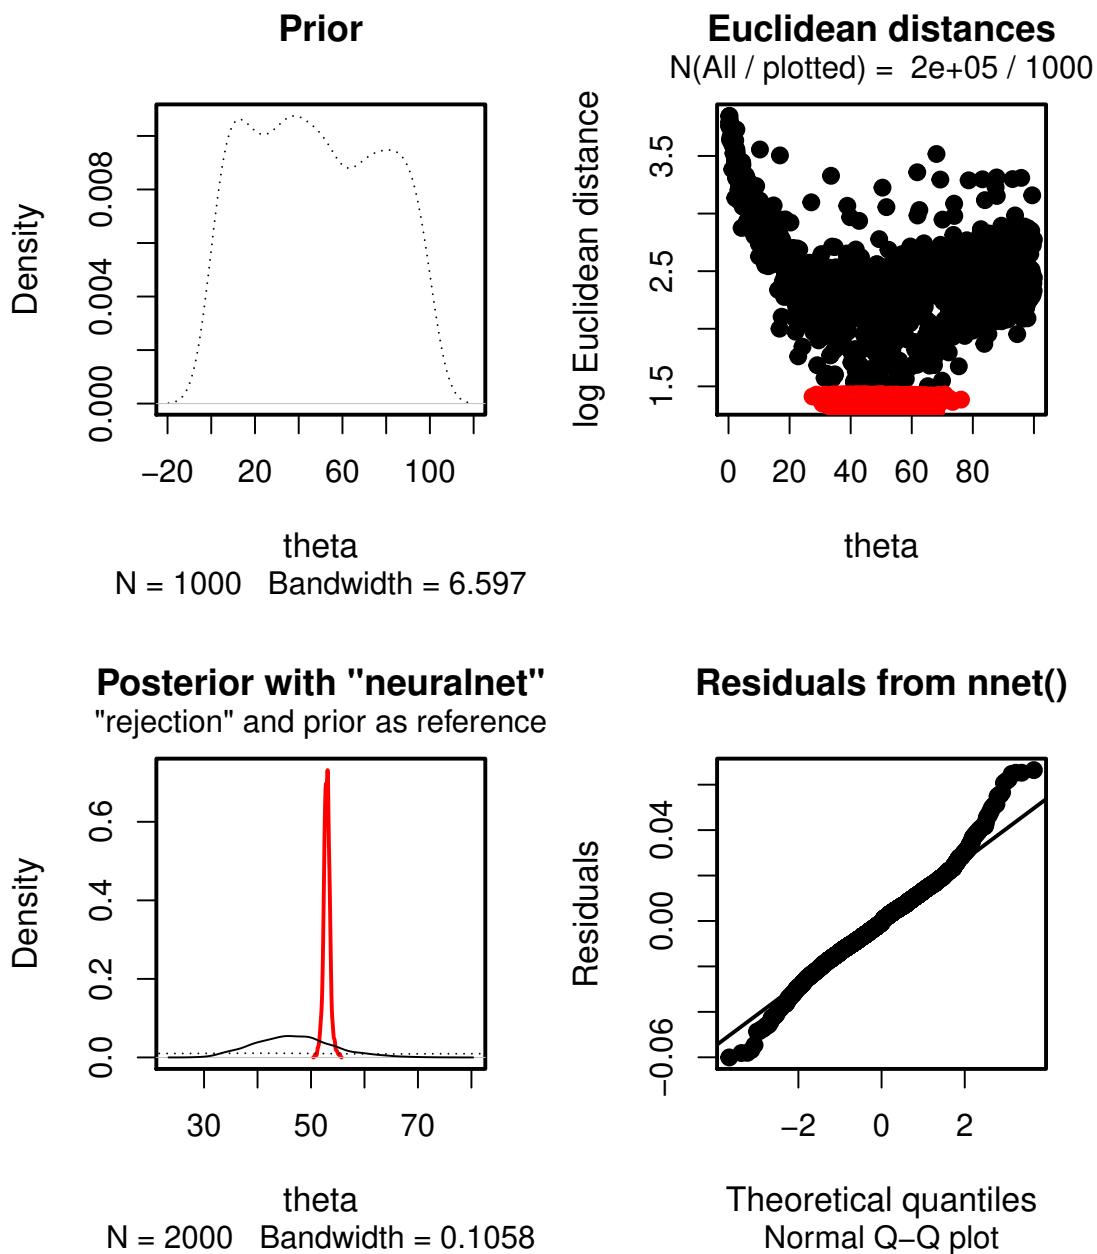 Prior
Density
0.000 0.004 0.008
−20 20 60 100
theta
N = 1000 Bandwidth = 6.597
Euclidean distances
N(All / plotted) = 2e+05 / 1000
log Euclidean distance
1.5 2.5 3.5
0 20 40 60 80
theta
Posterior with "neuralnet"
"rejection" and prior as reference
Density
0.0 0.2 0.4 0.6
30 50 70
theta
N = 2000 Bandwidth = 0.1058
Residuals from nnet()
Residuals
−0.06 0.00 0.04
−2 0 2
Theoretical quantiles
Normal Q−Q plot